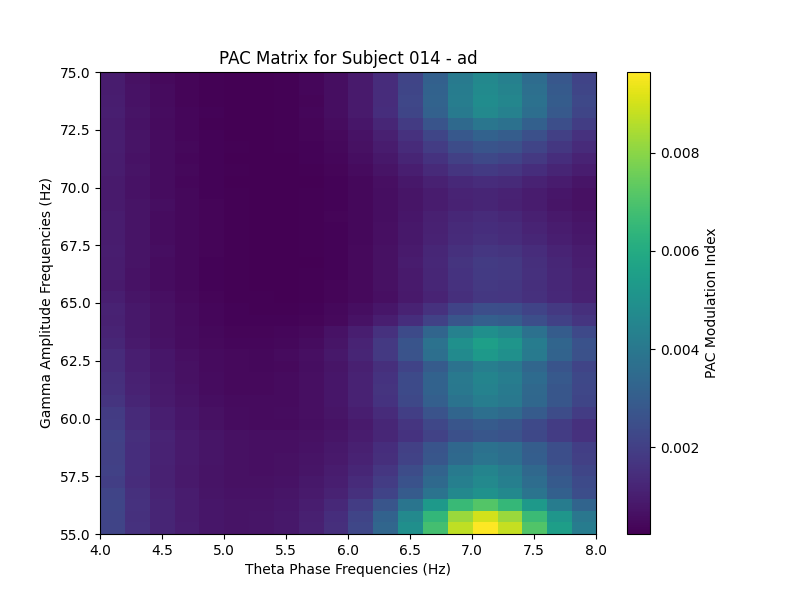 PAC Matrix for Subject 014 - ad
75.0
72.5
70.0
67.5
65.0
62.5
60.0
57.5
55.0
Gamma Amplitude Frequencies (Hz)
4.0 4.5 5.0 5.5 6.0 6.5 7.0 7.5 8.0
Theta Phase Frequencies (Hz)
0.008
0.006
0.004
0.002
PAC Modulation Index